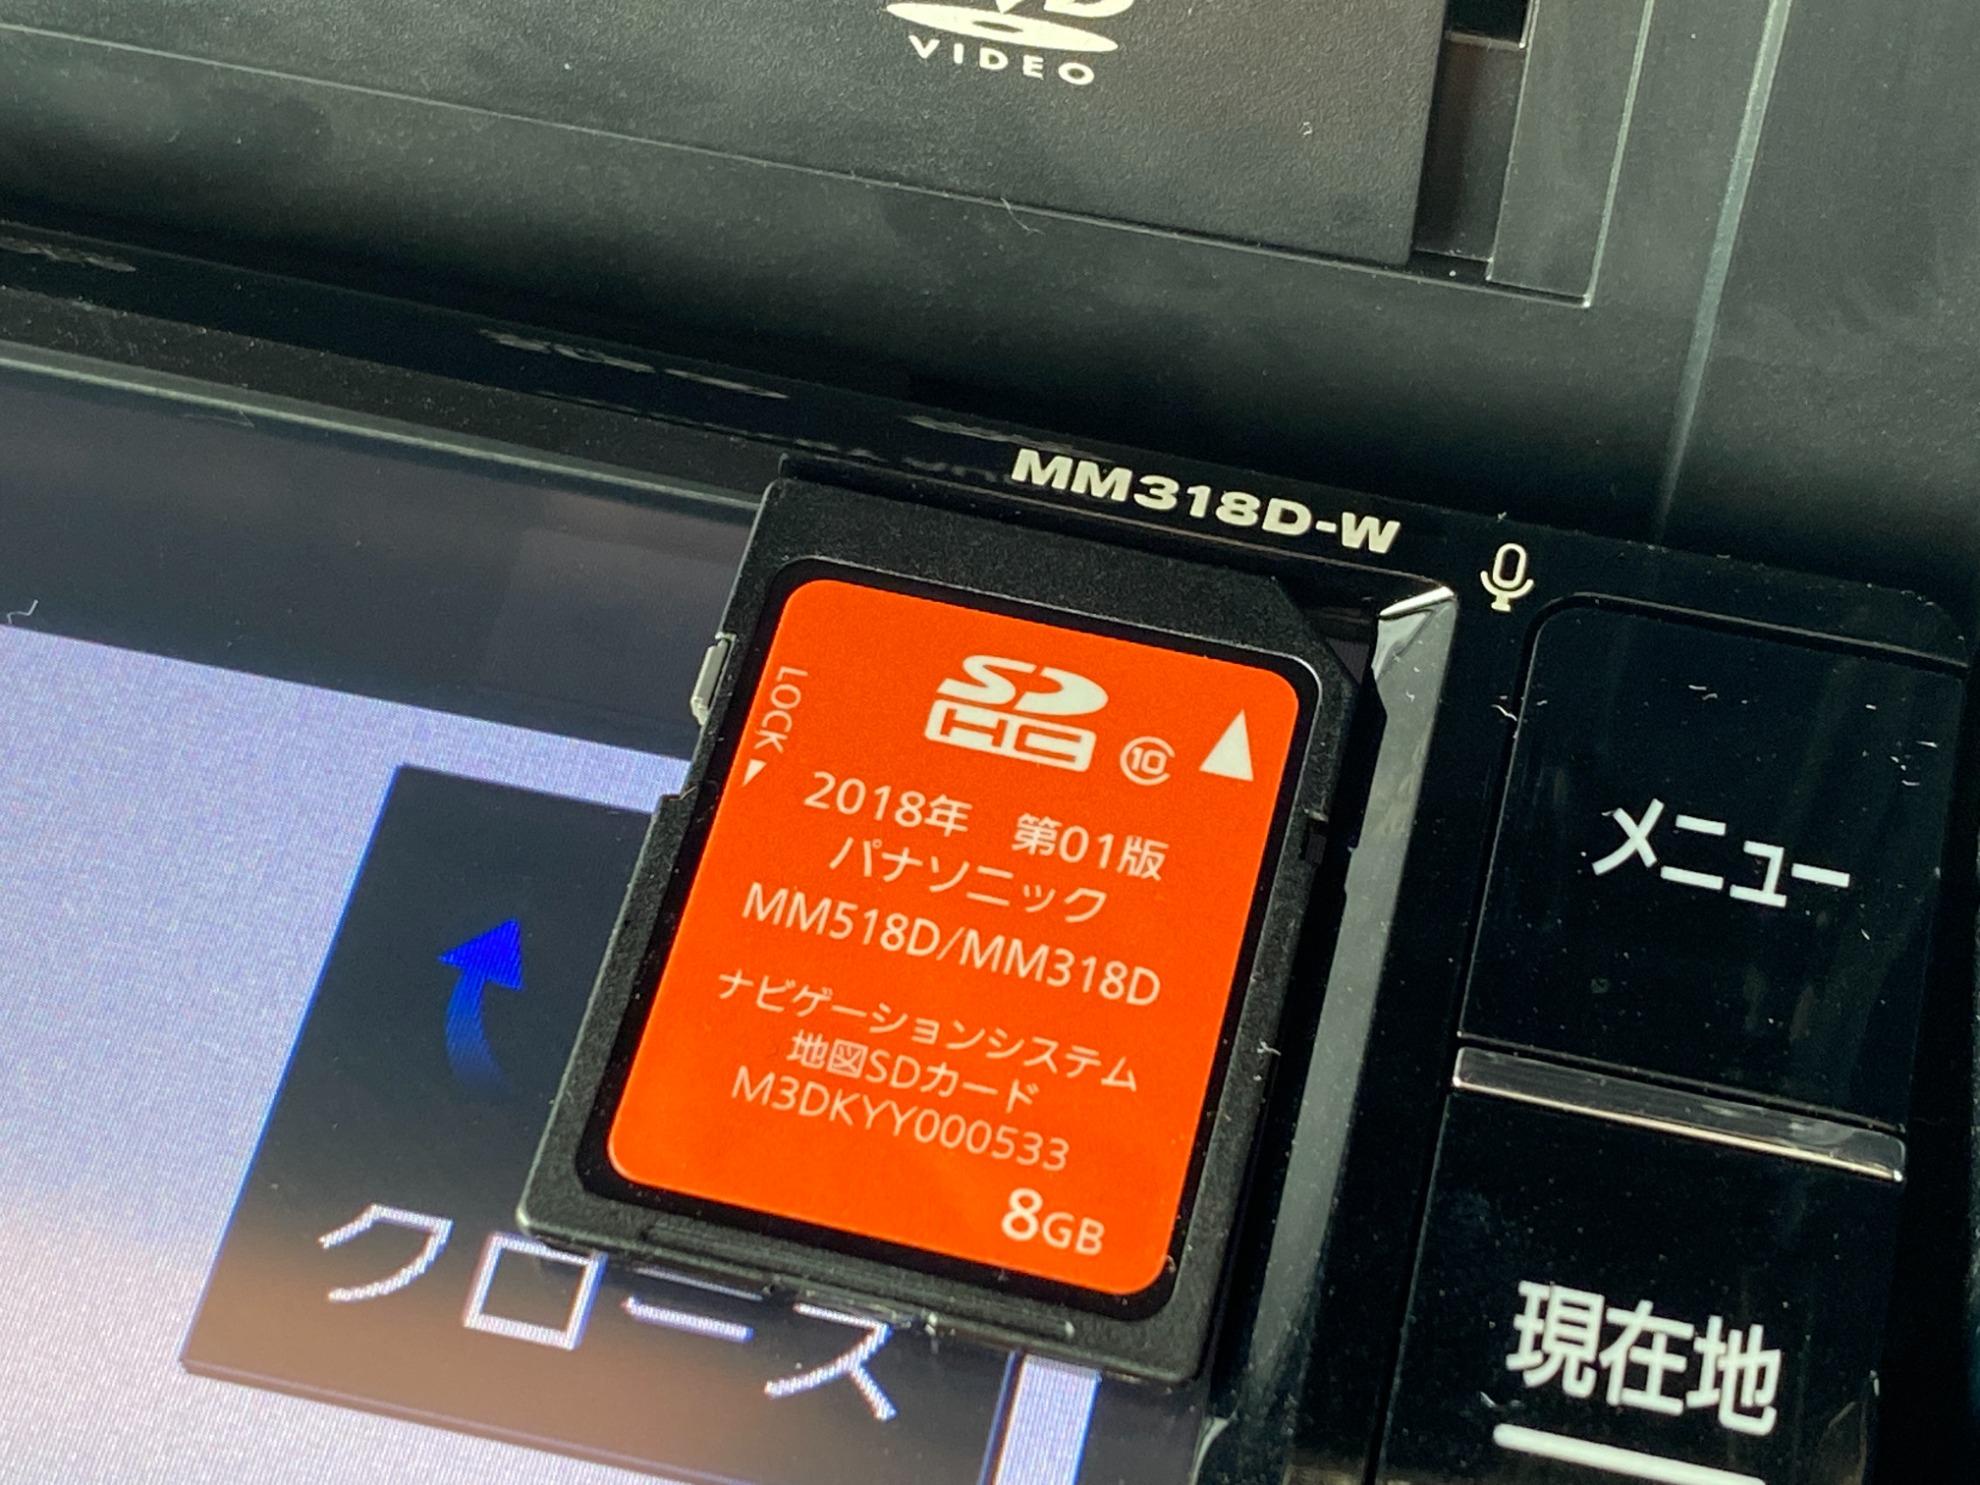 VIDEO
MM318D-W
LOCK
SD
HC
10
2018年 第01版
パナソニック
MM518D/MM318D
ナビゲーションシステム
地図SDカード
M3DKYY000533
8GB
メニュー
現在地
クローズ